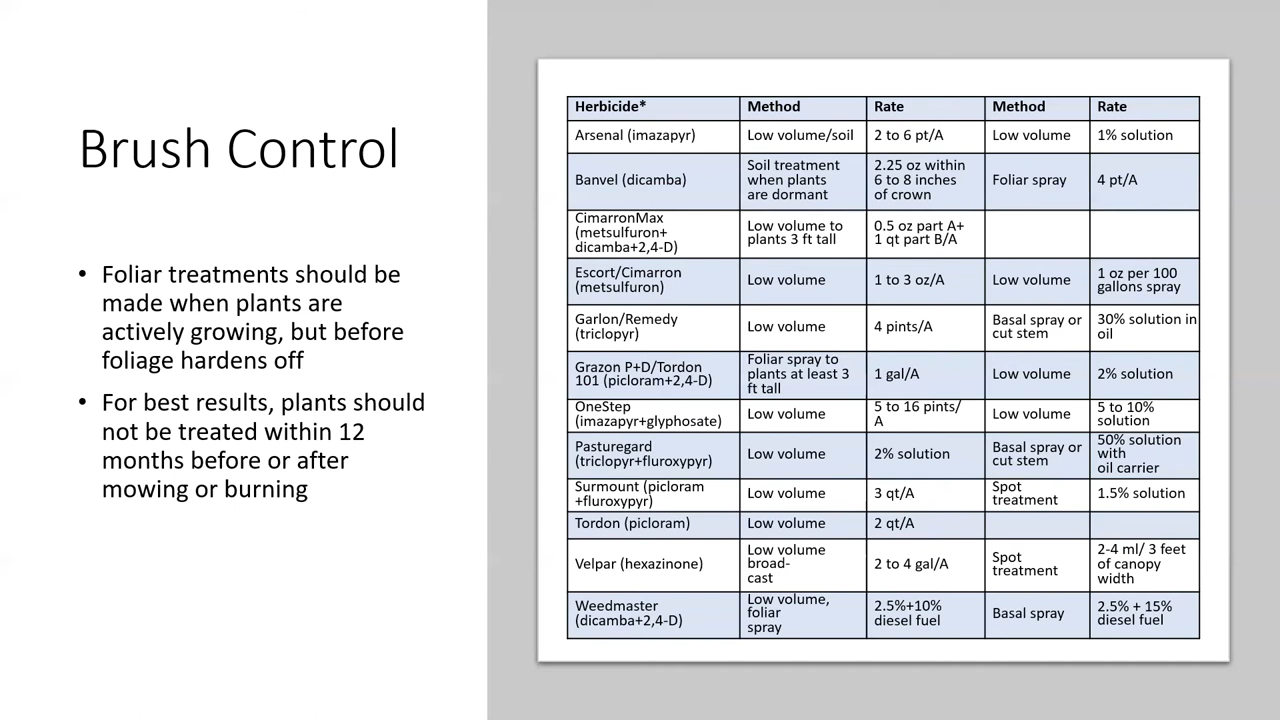 Brush Control
• Foliar treatments should be
made when plants are
actively growing, but before
foliage hardens off
• For best results, plants should
not be treated within 12
months before or after
mowing or burning
Herbicide* Method Rate Method Rate
Arsenal (imazapyr) Low volume/soil 2 to 6 pt/A Low volume 1% solution
Banvel (dicamba)
Soil treatment
when plants
are dormant
2.25 oz within
6 to 8 inches
of crown
Foliar spray
4 pt/A
CimarronMax
(metsulfuron+
dicamba+2,4-D)
Low volume to
plants 3 ft tall
0.5 oz part A+
1 qt part B/A
Escort/Cimarron
(metsulfuron)
Low volume
1 to 3 oz/A
Low volume
1 oz per 100
gallons spray
Garlon/Remedy
(triclopyr)
Low volume
4 pints/A
Basal spray or
cut stem
30% solution in
oil
Grazon P+D/Tordon
101 (picloram+2,4-D)
Foliar spray to
plants at least 3
ft tall
1 gal/A
Low volume
2% solution
OneStep
(imazapyr+glyphosate)
Low volume
5 to 16 pints/
A
Low volume
5 to 10%
solution
Pasturegard
(triclopyr+fluroxypyr)
Low volume
2% solution
Basal spray or
cut stem
50% solution
with
oil carrier
Surmount (picloram
+fluroxypyr)
Low volume
3 qt/A
Spot
treatment
1.5% solution
Tordon (picloram) Low volume 2 qt/A
Velpar (hexazinone)
Low volume
broad-
cast
2 to 4 gal/A
Spot
treatment
2-4 ml/ 3 feet
of canopy
width
Weedmaster
(dicamba+2,4-D)
Low volume,
foliar
spray
2.5%+10%
diesel fuel
Basal spray
2.5% + 15%
diesel fuel